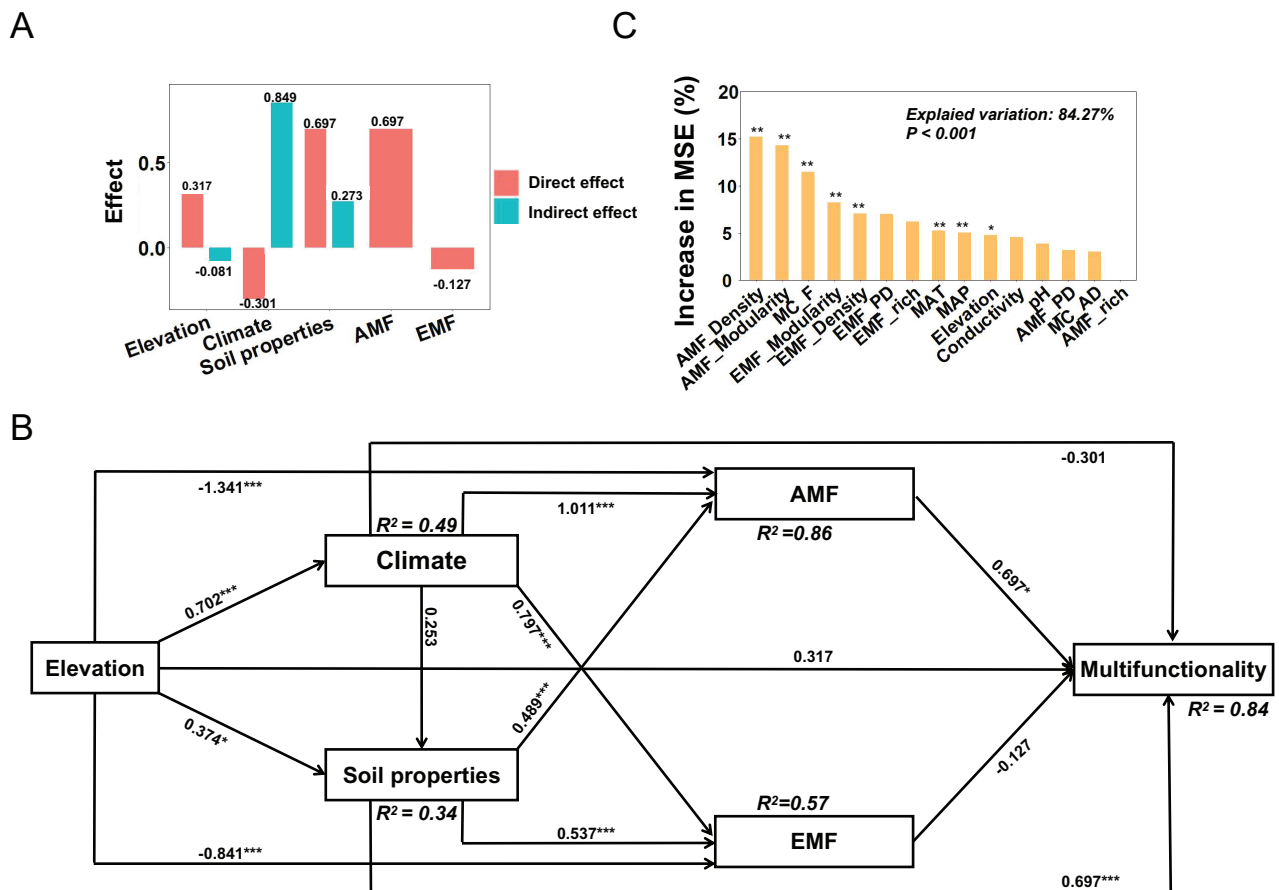 A
0.849
0.697
0.697
0.5
0.317
0.273
0.0
-0.081
-0.301
-0.127
Effect
Elevation
Climate
Soil properties
AMF
EMF
Direct effect
Indirect effect
C
Increase in MSE (%)
20
15
10
5
0
Explaied variation: 84.27%
P < 0.001
**
**
**
**
**
**
**
*
AMF_Density
AMF_Modularity
MC_F
EMF_Modularity
EMF_Density
EMF_PD
EMF_rich
MAT
MAP
Elevation
Conductivity
pH
AMF_PD
MC_AD
AMF_rich
B
-0.301
-1.341***
AMF
1.011***
R² = 0.49
R² =0.86
Climate
0.702***
0.697*
0.797***
0.253
Elevation
0.317
Multifunctionality
R² = 0.84
0.374*
0.489***
-0.127
Soil properties
R² = 0.34
R²=0.57
EMF
0.537***
-0.841***
0.697***